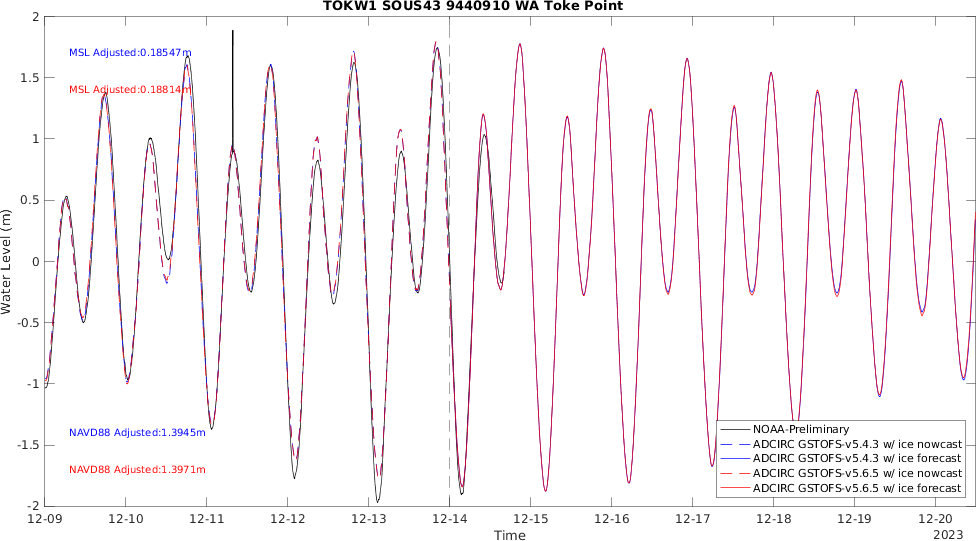 TOKW1 SOUS43 9440910 WA Toke Point
MSL Adjusted:0.18547m
MSL Adjusted:0.18814m
NAVD88 Adjusted:1.3945m
NAVD88 Adjusted:1.3971m
Water Level (m)
2
1.5
1
0.5
0
-0.5
-1
-1.5
-2
NOAA-Preliminary
ADCIRC GSTOFS-v5.4.3 w/ ice nowcast
ADCIRC GSTOFS-v5.4.3 w/ ice forecast
ADCIRC GSTOFS-v5.6.5 w/ ice nowcast
ADCIRC GSTOFS-v5.6.5 w/ ice forecast
12-09 12-10 12-11 12-12 12-13 12-14 12-15 12-16 12-17 12-18 12-19 12-20
Time
2023